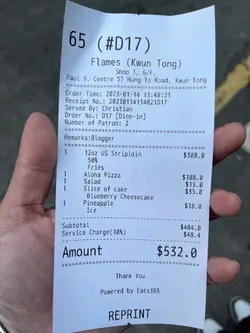 65 (#D17)
Flames (Kwun Tong)
Shop 1, G/F,
Paul Y. Centre 51 Hung To Road, Kwun Tong
Order Time: 2023-01-14 13:48:21
Receipt No.: 20230114134821D17
Served By: Christian
Order No.: D17 [Dine-in]
Number of Patron: 2
Remarks:Blogger
1 12oz US Striploin $308.0
50%
Fries
1 Aloha Pizza $108.0
1 Salad $15.0
1 Slice of cake $35.0
Blueberry Cheesecake
1 Pineapple $18.0
Ice
Subtotal $484.0
Service Charge(10%) $48.4
Amount $532.0
Thank You
Powered by Eats365
REPRINT